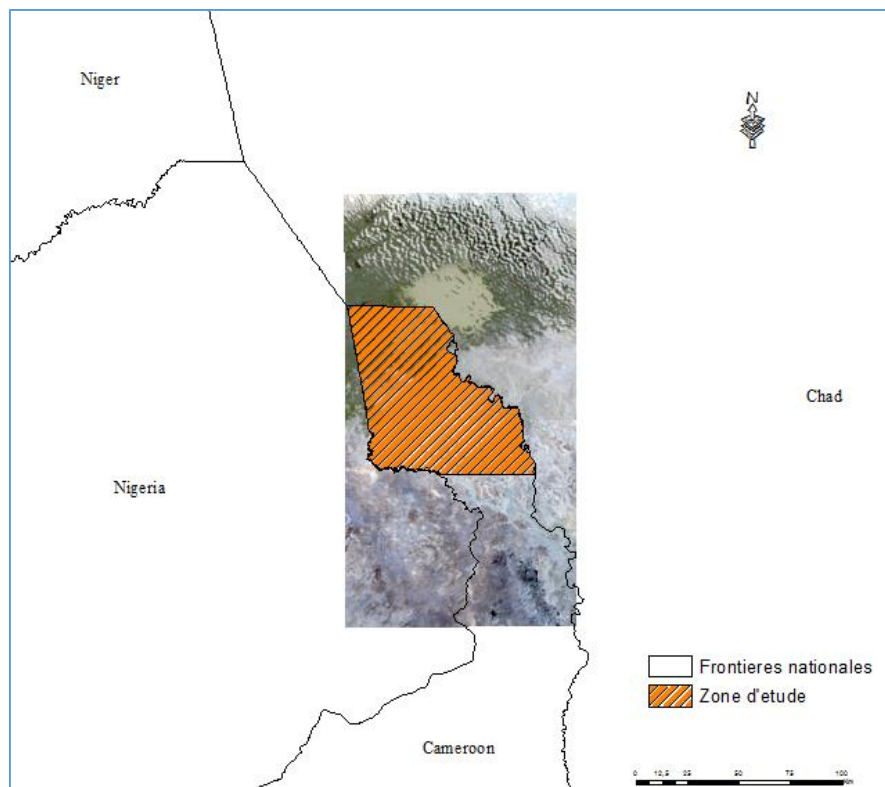 Niger
N
Chad
Nigeria
Frontieres nationales
Zone d'etude
Cameroon
0 12,5 25 50 75 100